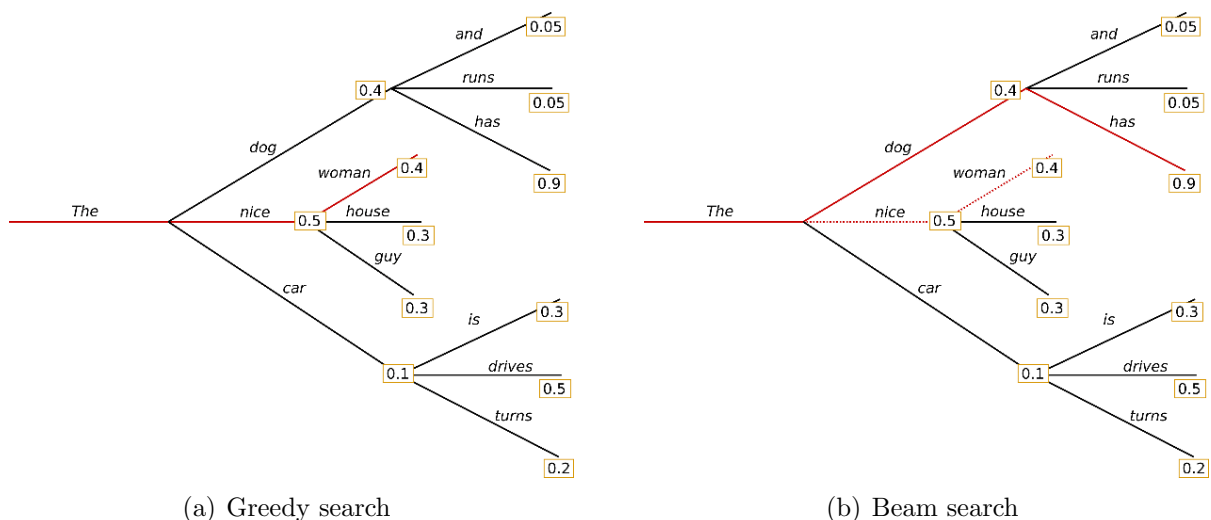 and
0.05
runs
0.4
0.05
dog
has
woman
0.4
0.9
The
nice
house
0.5
0.3
guy
car
0.3
is
0.3
drives
0.1
0.5
turns
0.2
(a) Greedy search
and
0.05
runs
0.4
0.05
dog
has
woman
0.4
0.9
The
nice
house
0.5
0.3
guy
car
0.3
is
0.3
drives
0.1
0.5
turns
0.2
(b) Beam search